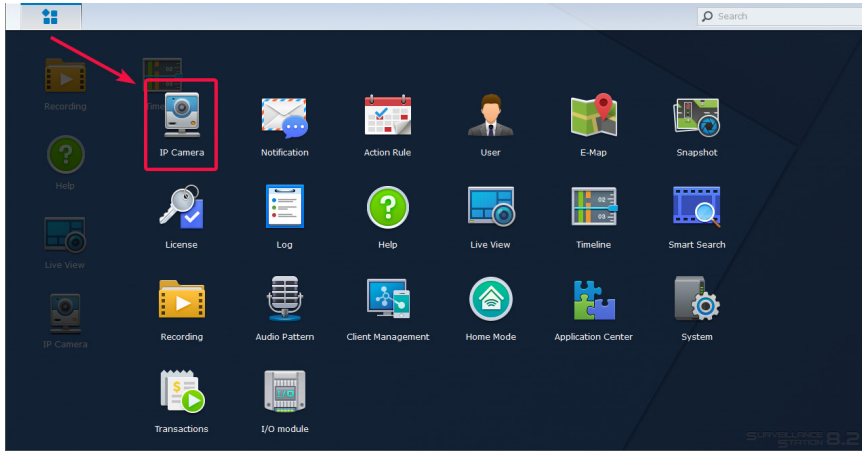 Search
Recording
Time
IP Camera
Notification
Action Rule
User
E-Map
Snapshot
Help
License
Log
Help
Live View
Timeline
Smart Search
Live View
Recording
Audio Pattern
Client Management
Home Mode
Application Center
System
IP Camera
Transactions
I/O module
SURVEILLANCE
STATION 8.2